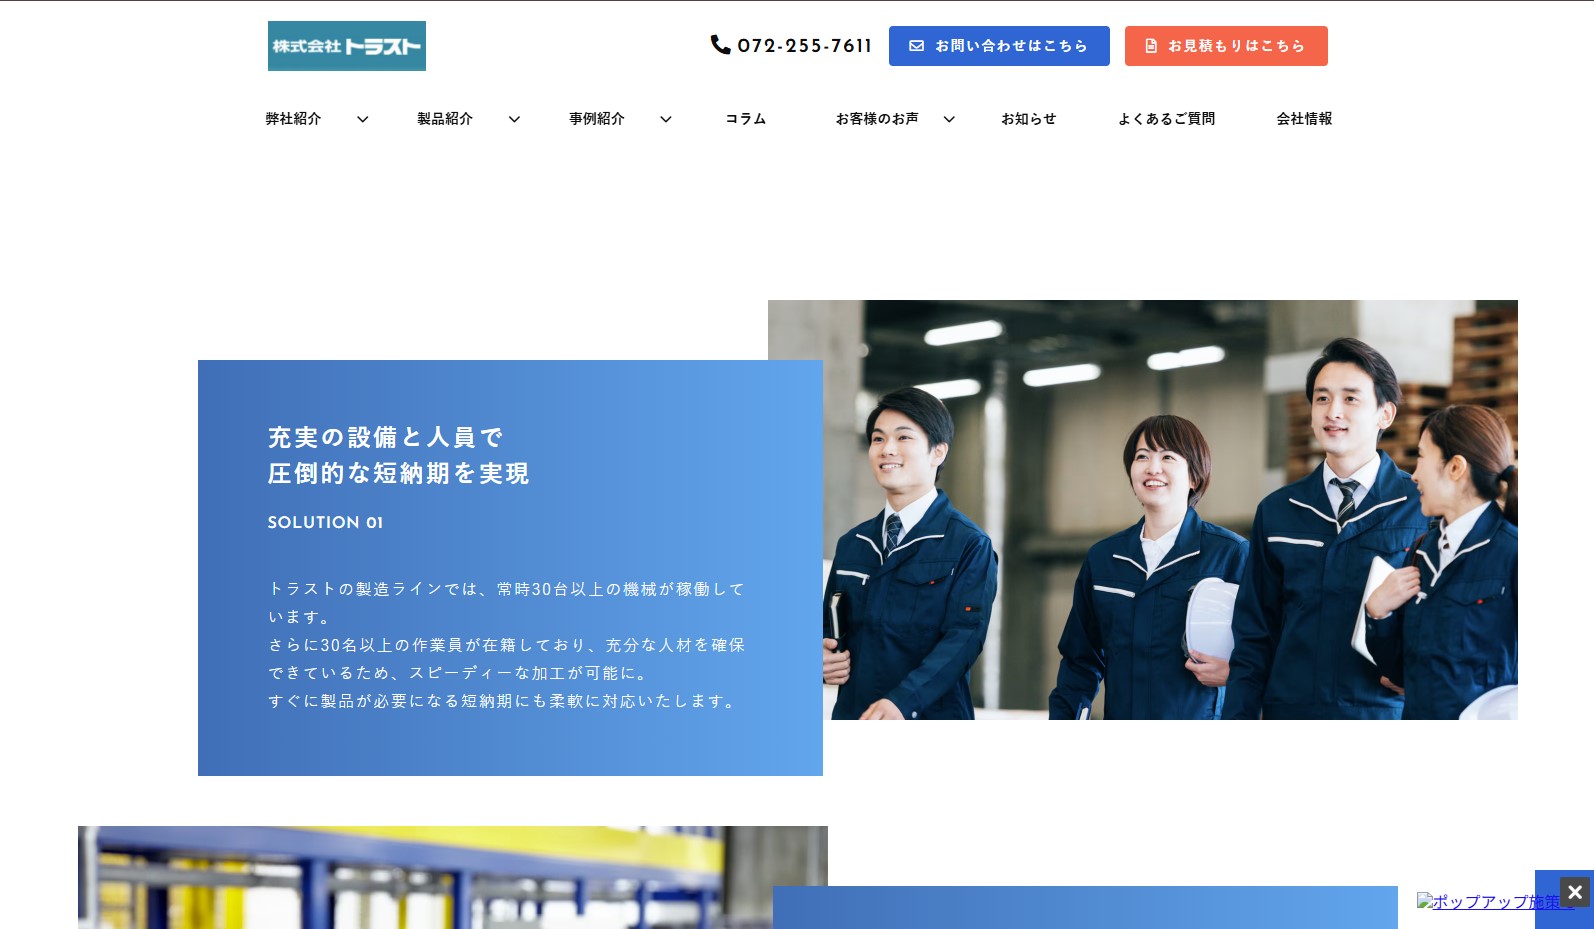 株式会社 トラスト
072-255-7611
お問い合わせはこちら
お見積もりはこちら
弊社紹介
製品紹介
事例紹介
コラム
お客様のお声
お知らせ
よくあるご質問
会社情報
充実の設備と人員で
圧倒的な短納期を実現
SOLUTION 01
トラストの製造ラインでは、常時30台以上の機械が稼働して
います。
さらに30名以上の作業員が在籍しており、充分な人材を確保
できているため、スピーディーな加工が可能に。
すぐに製品が必要になる短納期にも柔軟に対応いたします。
ポップアップ施策